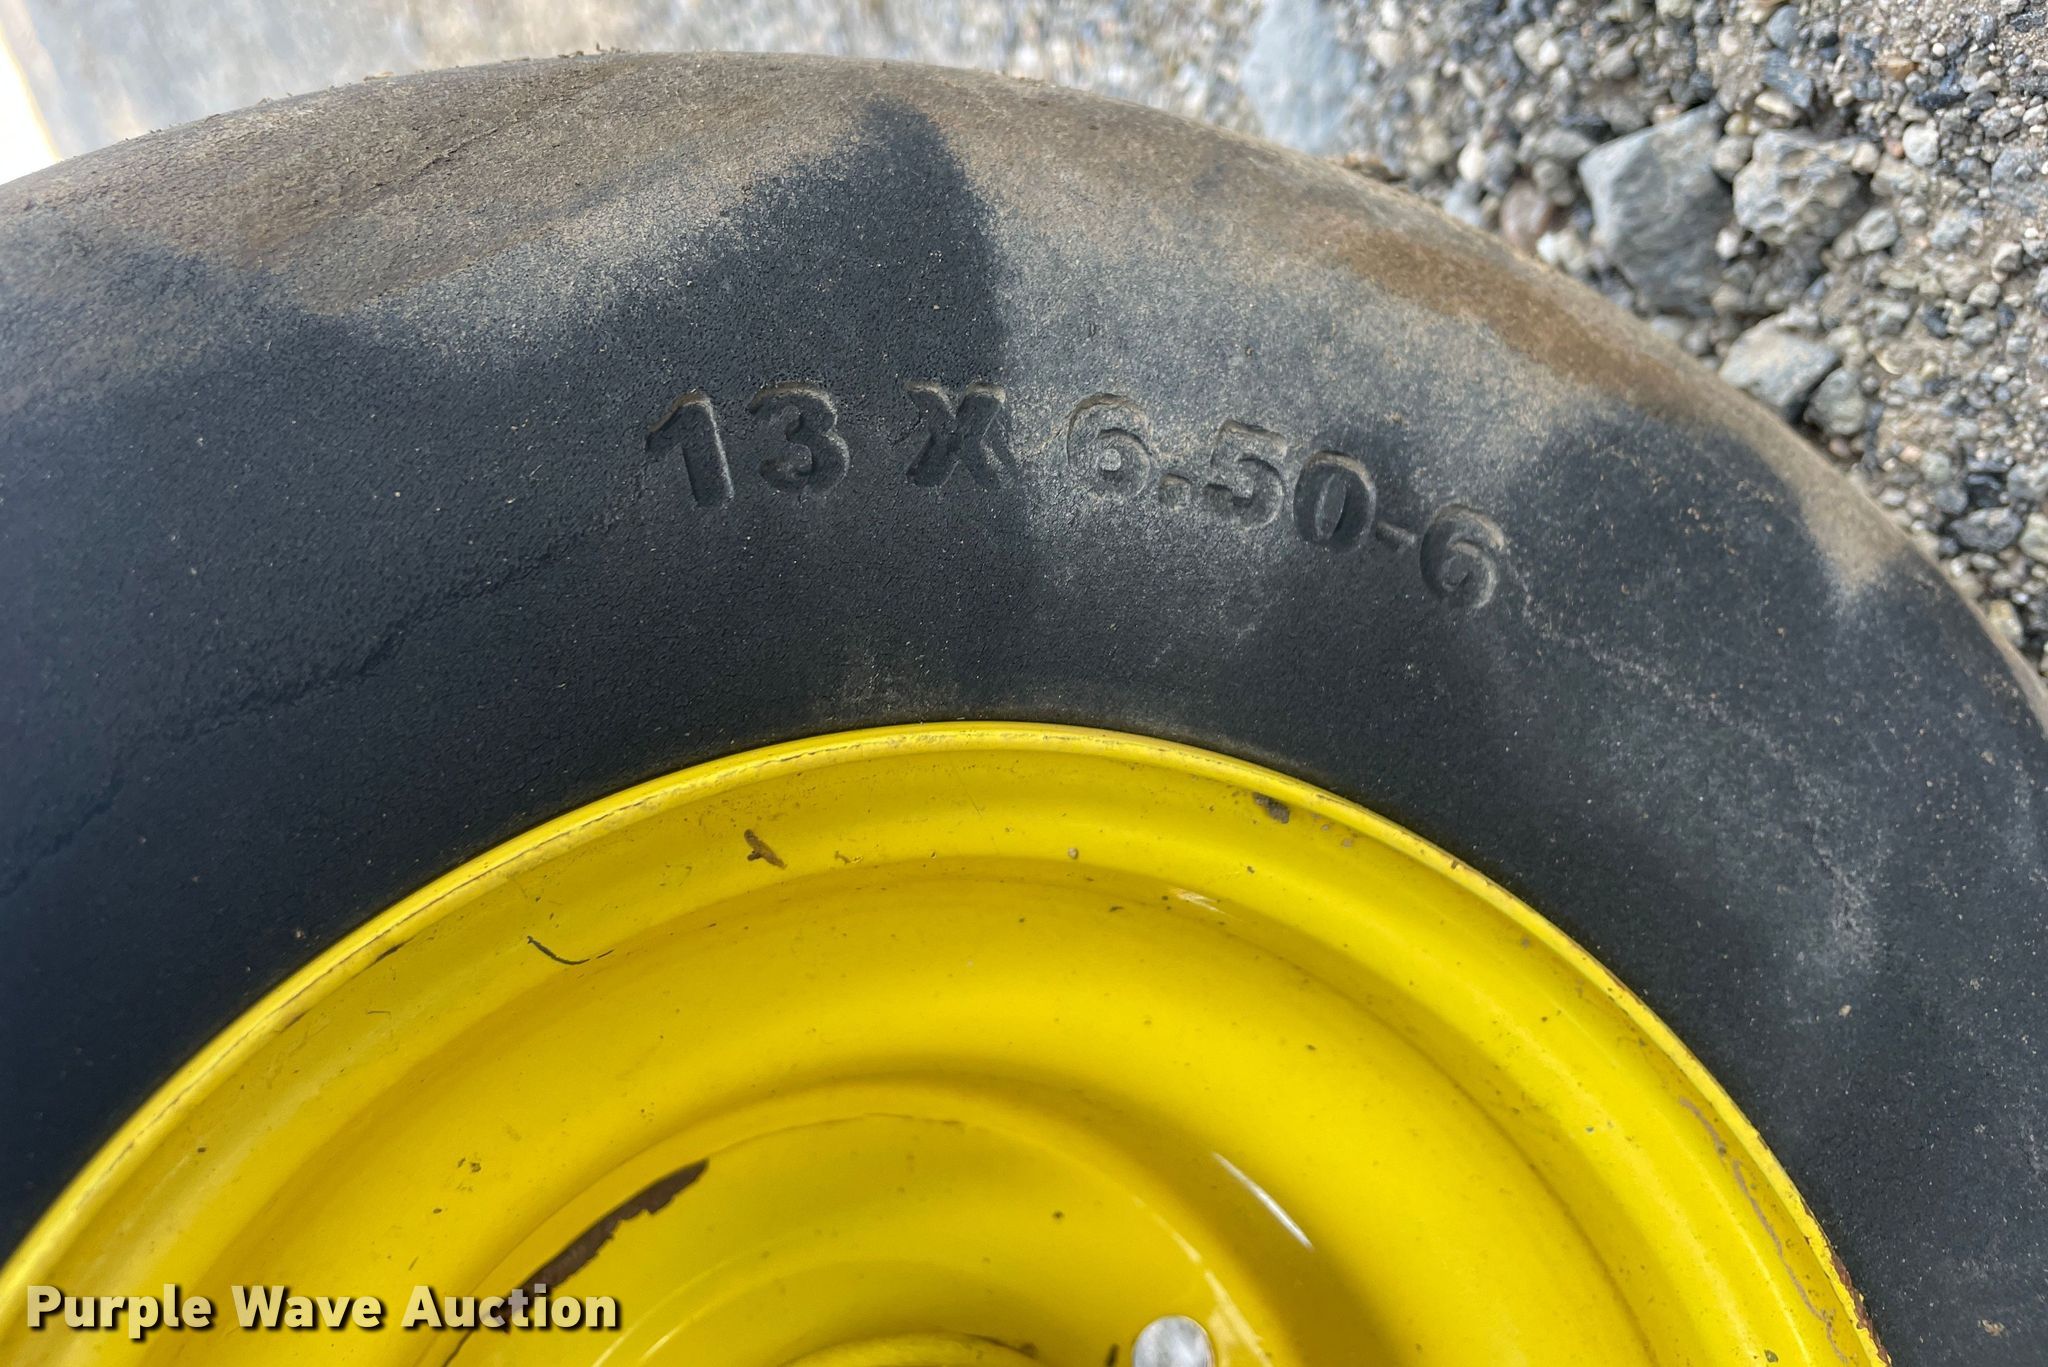 13 X 6.50-6
Purple Wave Auction